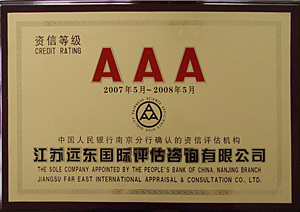 资信等级
CREDIT RATING
AAA
2007年5月~2008年5月
中国人民银行南京分行确认的资信评估机构
江苏远东国际评估咨询有限公司
THE SOLE COMPANY APPOINTED BY THE PEOPLE'S BANK OF CHINA. NANJING BRANCH
JIANGSU FAR EAST INTERNATIONAL APPRAISAL & CONSULTATION CO., LTD.